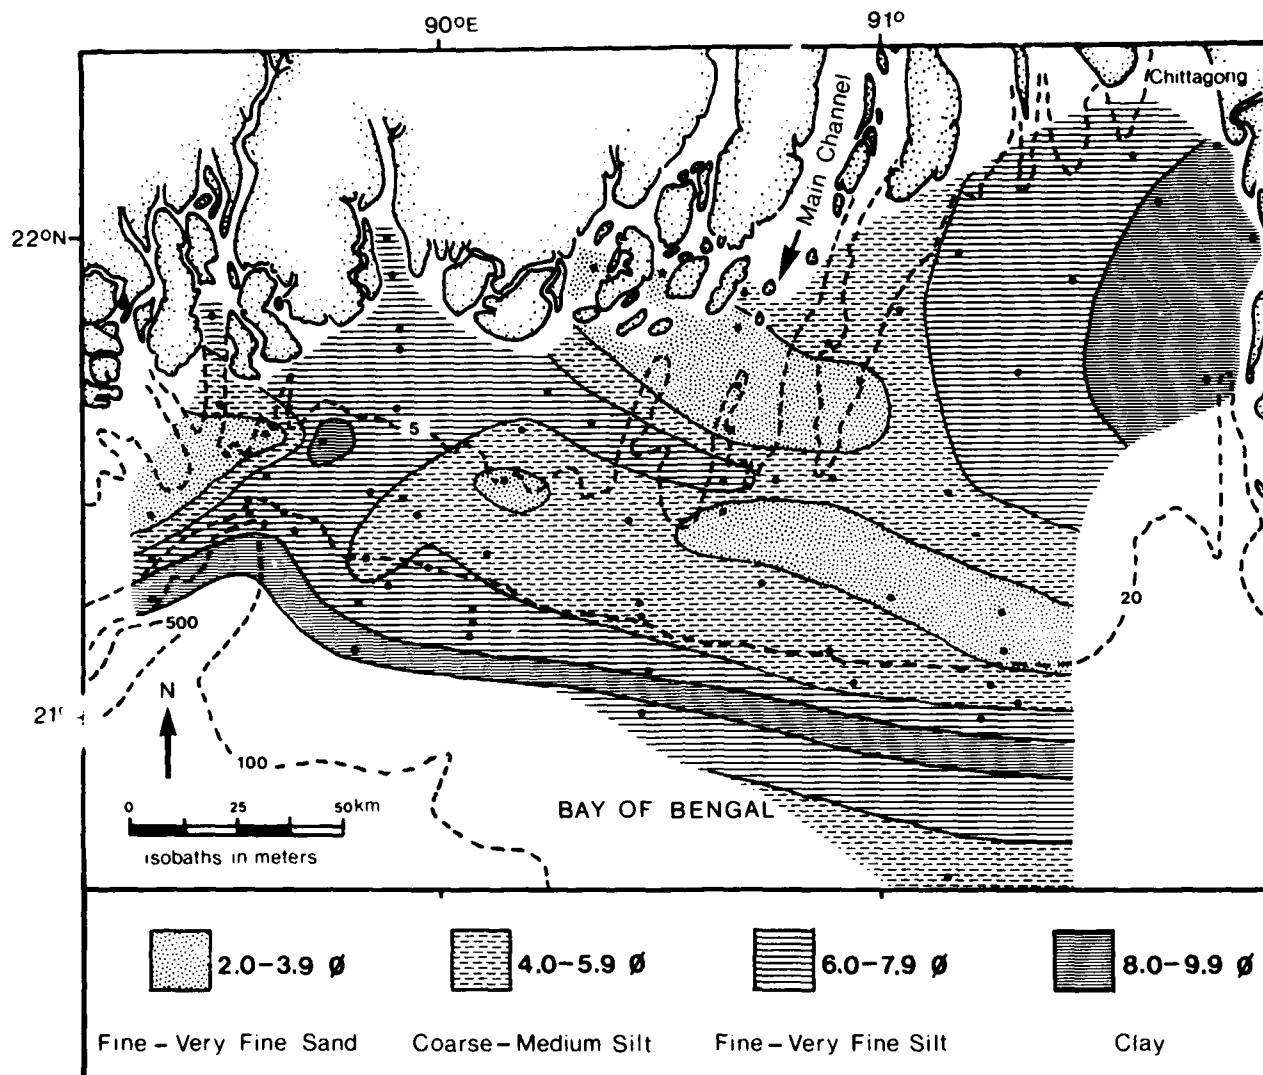 90°E
91°
Chittagong
Main Channel
22°N
5
500
20
N
21°
100
0 25 50km
BAY OF BENGAL
Isobaths in meters
2.0–3.9 Ø
4.0–5.9 Ø
6.0–7.9 Ø
8.0–9.9 Ø
Fine – Very Fine Sand
Coarse – Medium Silt
Fine – Very Fine Silt
Clay